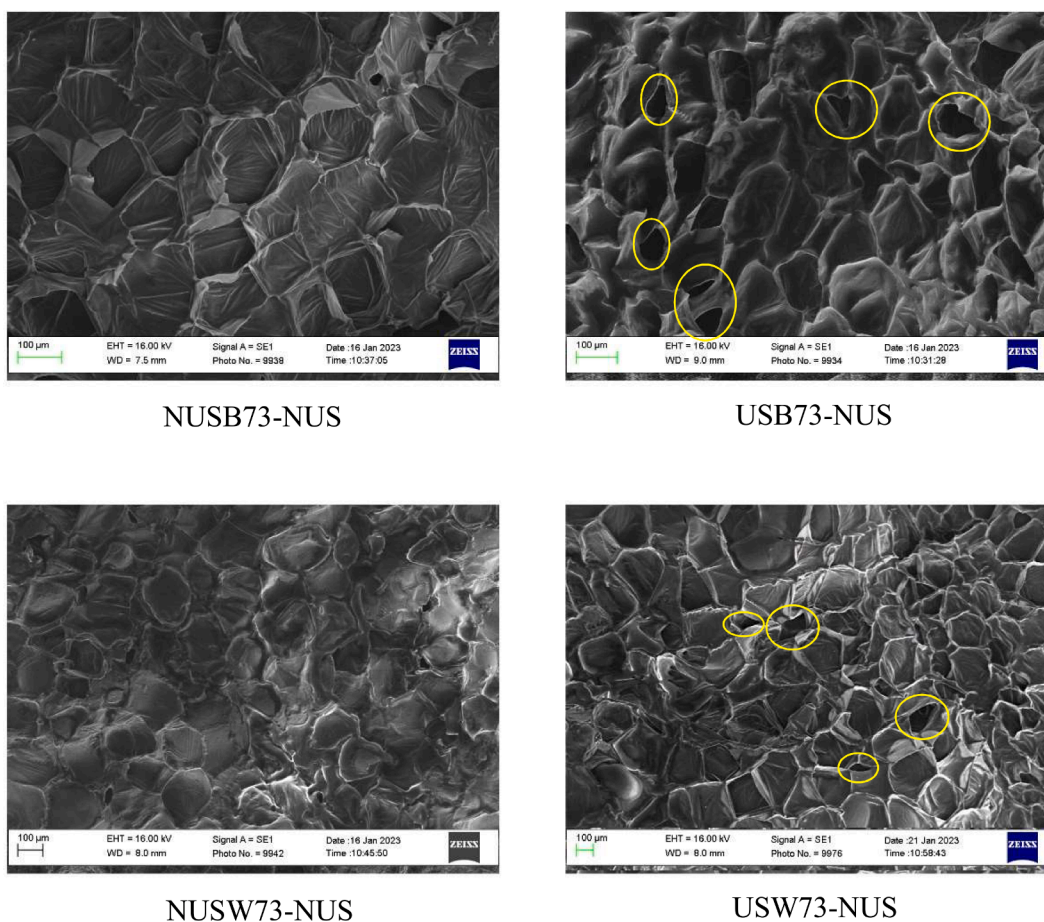 100 µm EHT = 16.00 kV Signal A = SE1 Date :16 Jan 2023 ZEISS
WD = 7.5 mm Photo No. = 9938 Time :10:37:05
100 µm EHT = 16.00 kV Signal A = SE1 Date :16 Jan 2023 ZEISS
WD = 9.0 mm Photo No. = 9934 Time :10:31:28
NUSB73-NUS
USB73-NUS
100 µm EHT = 16.00 kV Signal A = SE1 Date :16 Jan 2023 ZEISS
WD = 8.0 mm Photo No. = 9942 Time :10:45:50
100 µm EHT = 16.00 kV Signal A = SE1 Date :21 Jan 2023 ZEISS
WD = 8.0 mm Photo No. = 9976 Time :10:58:43
NUSW73-NUS
USW73-NUS